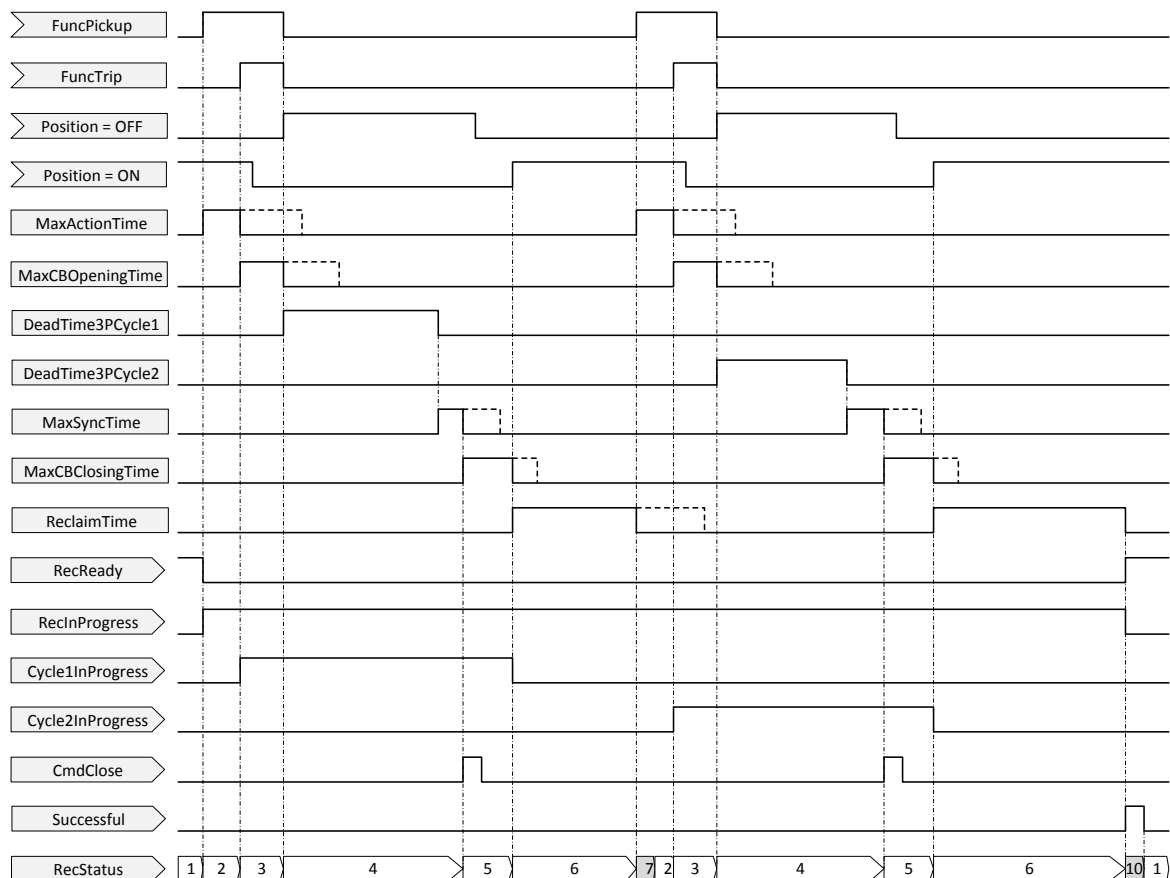 FuncPickup
FuncTrip
Position = OFF
Position = ON
MaxActionTime
MaxCBOpeningTime
DeadTime3PCycle1
DeadTime3PCycle2
MaxSyncTime
MaxCBClosingTime
ReclaimTime
RecReady
RecInProgress
Cycle1InProgress
Cycle2InProgress
CmdClose
Successful
RecStatus 1 2 3 4 5 6 7 2 3 4 5 6 10 1